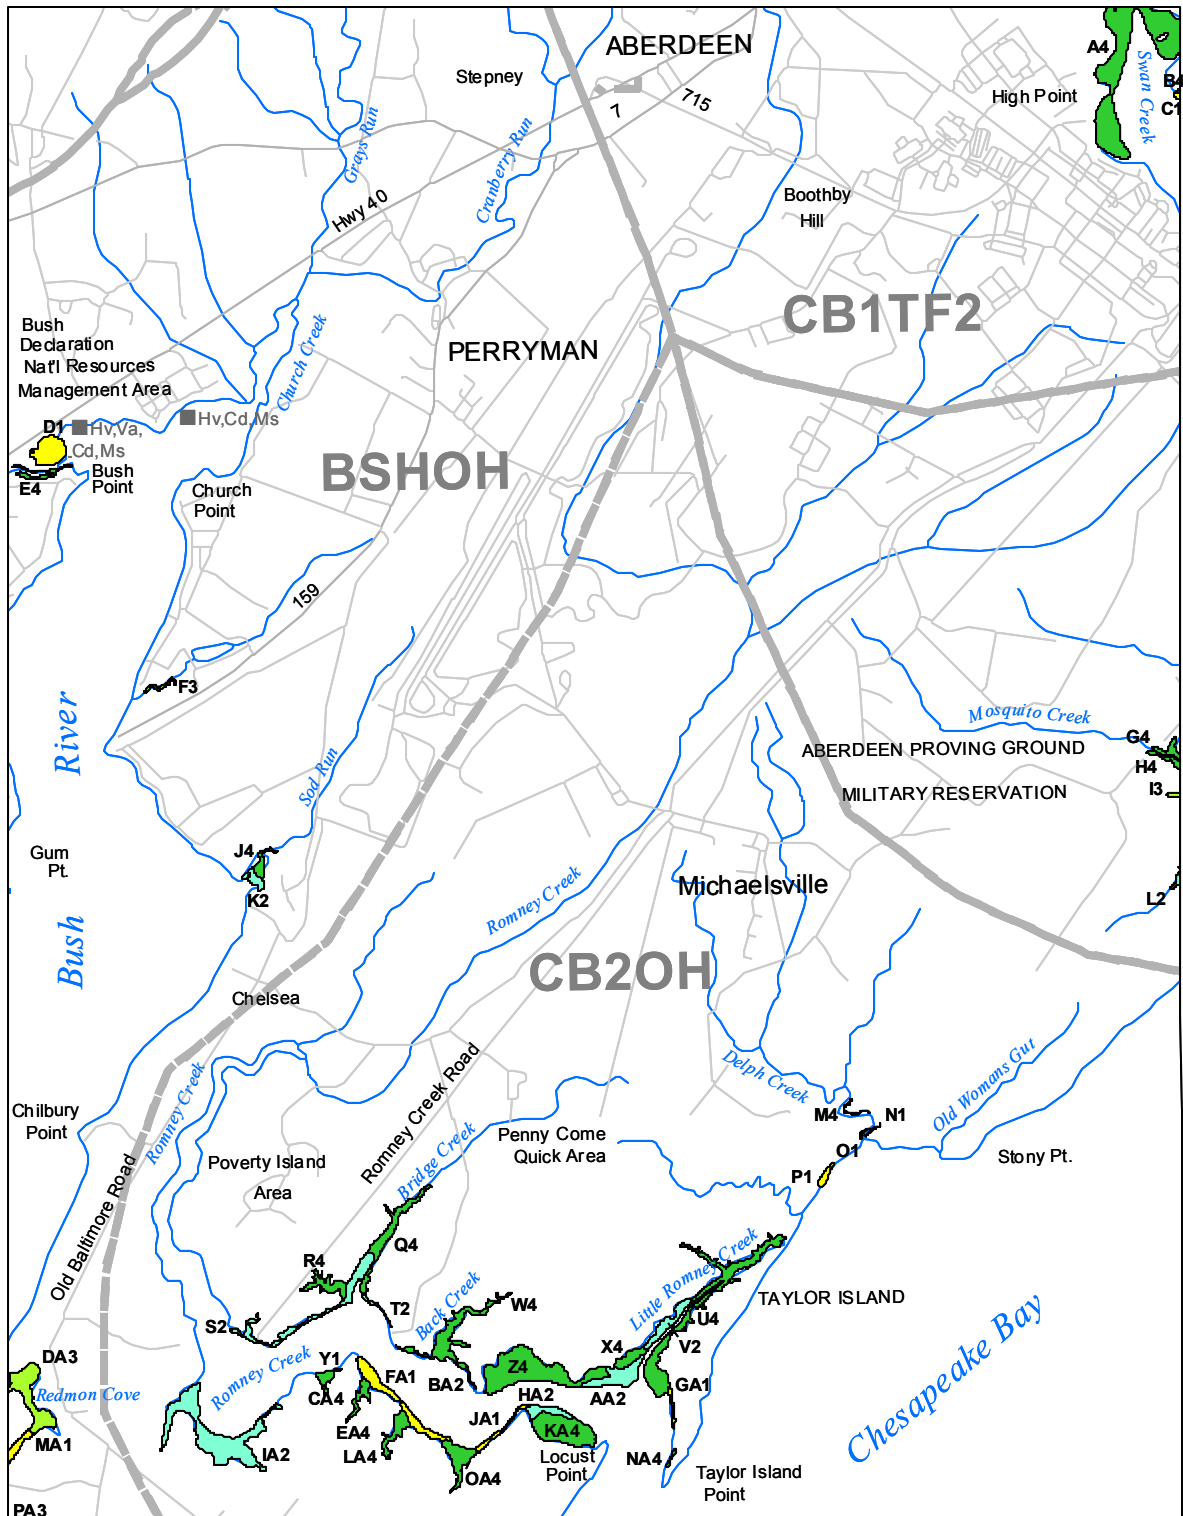 ABERDEEN
A4
Stepney
Swan Creek
B4
High Point
715
C1
7
Grays Run
Cranberry Run
Hwy 40
Boothby
Hill
CB1TF2
Bush
Declaration
Nat'l Resources
Management Area
Church Creek
PERRYMAN
D1
Hv,Va,
Cd,Ms
Hv,Cd,Ms
E4
Bush
Point
BSHOH
Church
Point
159
F3
River
Mosquito Creek
G4
ABERDEEN PROVING GROUND
H4
Sod Run
I3
MILITARY RESERVATION
Gum
Pt.
J4
K2
Michaelsville
L2
Romney Creek
Bush
CB2OH
Chelsea
Delph Creek
Old Womans Gut
Romney Creek
Romney Creek Road
Chilbury
Point
M4
N1
Penny Come
Quick Area
Bridge Creek
O1
Stony Pt.
Poverty Island
Area
P1
Old Baltimore Road
Q4
R4
Little Romney Creek
T2
Back Creek
W4
TAYLOR ISLAND
S2
U4
X4
V2
Chesapeake Bay
DA3
Y1
Romney Creek
FA1
Z4
BA2
GA1
Redmon Cove
CA4
HA2
AA2
JA1
EA4
KA4
MA1
IA2
LA4
Locust
Point
NA4
OA4
Taylor Island
Point
PA3